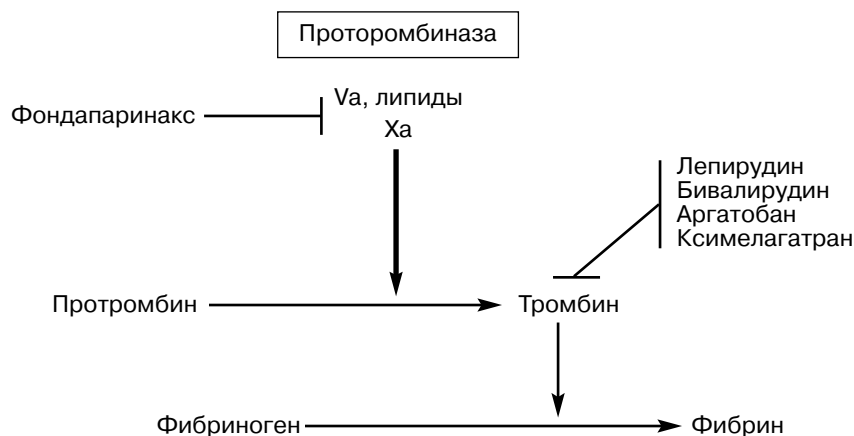 Проторомбиназа
Va, липиды
Фондапаринакс
Xa
Лепирудин
Бивалирудин
Аргатобан
Ксимелагатран
Протромбин
Тромбин
Фибриноген
Фибрин